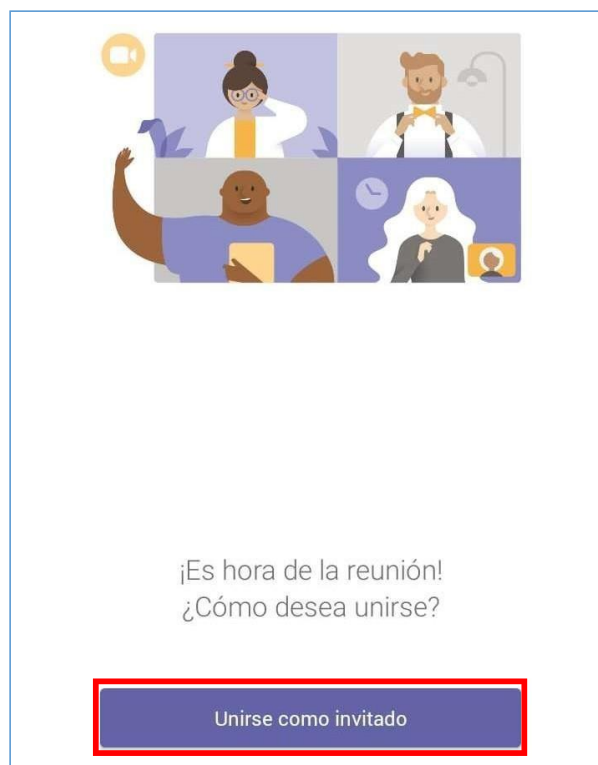 ¡Es hora de la reunión!
¿Cómo desea unirse?
Unirse como invitado